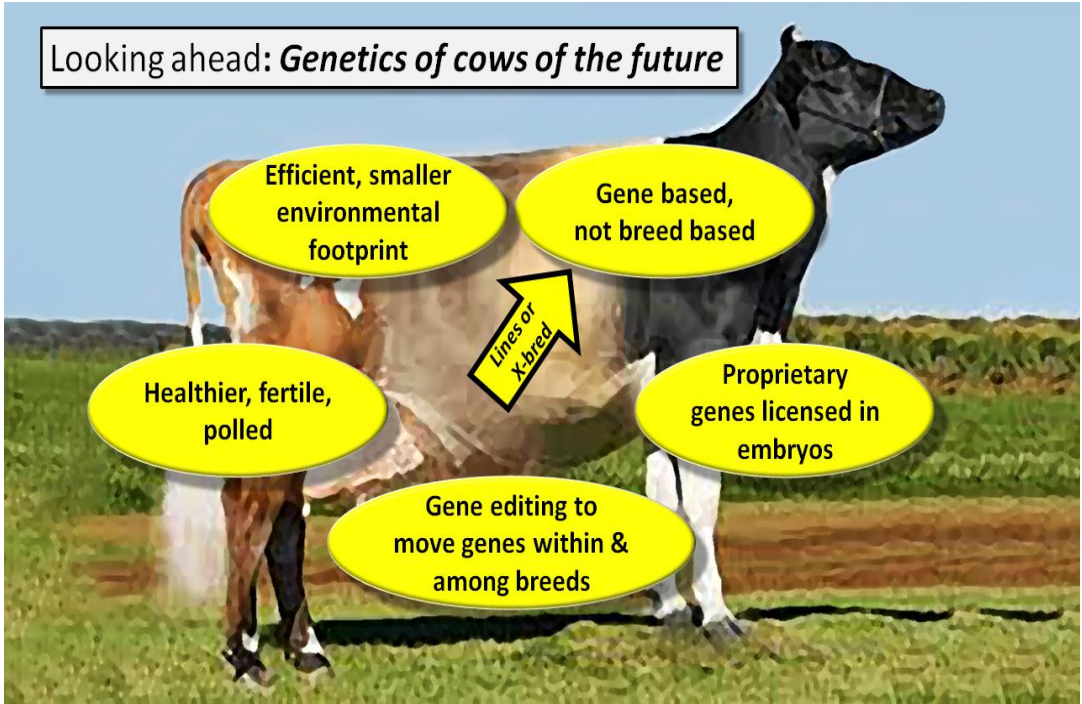 Looking ahead: Genetics of cows of the future
Efficient, smaller
environmental
footprint
Gene based,
not breed based
Lines or
X-bred
Healthier, fertile,
polled
Proprietary
genes licensed in
embryos
Gene editing to
move genes within &
among breeds